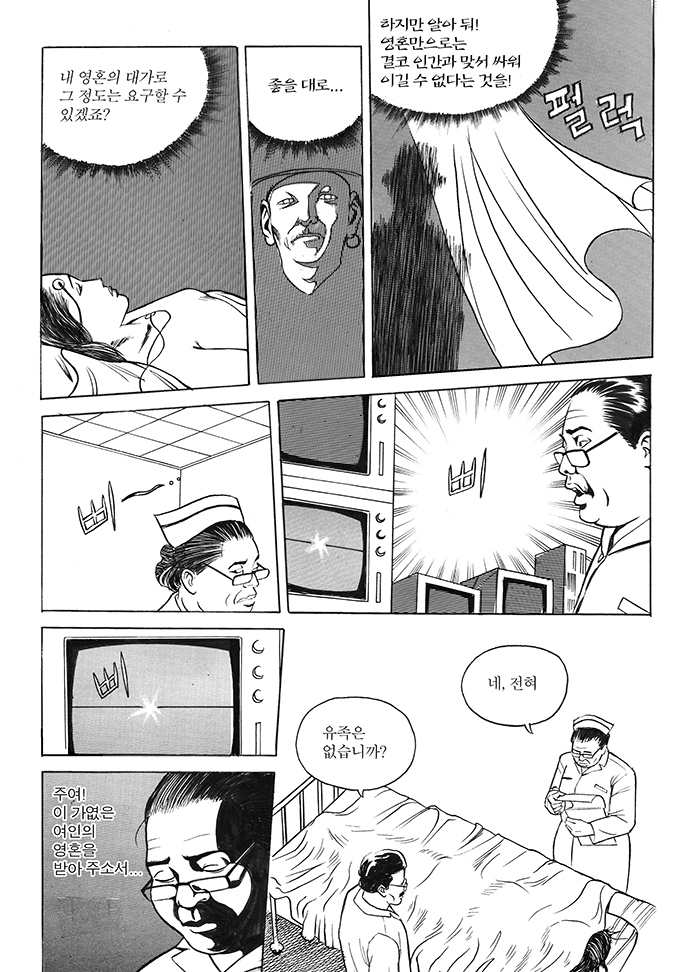 내 영혼의 대가로
그 정도는 요구할 수
있겠죠?
좋을 대로...
하지만 알아 둬!
영혼만으로는
결코 인간과 맞서 싸워
이길 수 없다는 것을!
펄럭
삐~
삐
삐
유족은
없습니까?
네, 전혀
주여!
이 가엾은
여인의
영혼을
받아 주소서...